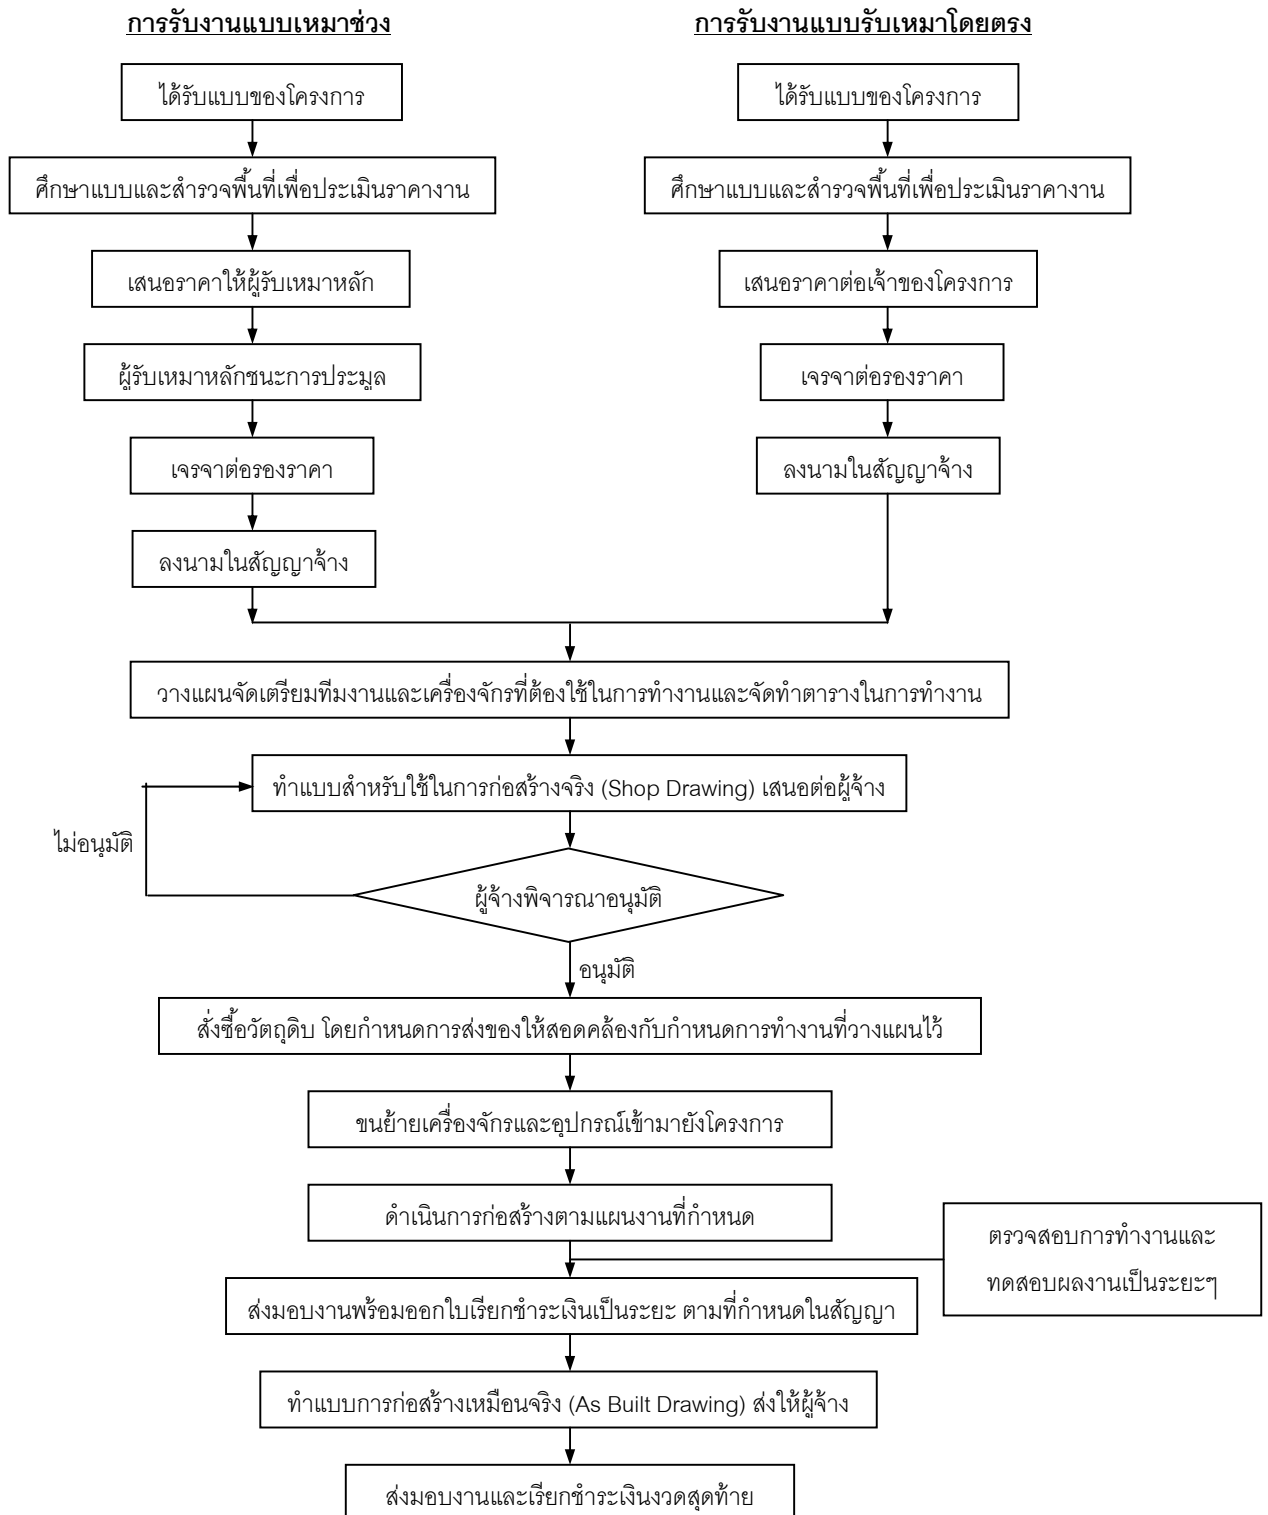 การรับงานแบบเหมาช่วง
ได้รับแบบของโครงการ
ศึกษาแบบและสำรวจพื้นที่เพื่อประเมินราคางาน
เสนอราคาให้ผู้รับเหมาหลัก
ผู้รับเหมาหลักชนะการประมูล
เจรจาต่อรองราคา
ลงนามในสัญญาจ้าง
การรับงานแบบรับเหมาโดยตรง
ได้รับแบบของโครงการ
ศึกษาแบบและสำรวจพื้นที่เพื่อประเมินราคางาน
เสนอราคาต่อเจ้าของโครงการ
เจรจาต่อรองราคา
ลงนามในสัญญาจ้าง
วางแผนจัดเตรียมทีมงานและเครื่องจักรที่ต้องใช้ในการทำงานและจัดทำตารางในการทำงาน
ทำแบบสำหรับใช้ในการก่อสร้างจริง (Shop Drawing) เสนอต่อผู้จ้าง
ไม่อนุมัติ
ผู้จ้างพิจารณาอนุมัติ
อนุมัติ
สั่งซื้อวัตถุดิบ โดยกำหนดการส่งของให้สอดคล้องกับกำหนดการทำงานที่วางแผนไว้
ขนย้ายเครื่องจักรและอุปกรณ์เข้ามายังโครงการ
ดำเนินการก่อสร้างตามแผนงานที่กำหนด
ตรวจสอบการทำงานและ
ทดสอบผลงานเป็นระยะๆ
ส่งมอบงานพร้อมออกใบเรียกชำระเงินเป็นระยะ ตามที่กำหนดในสัญญา
ทำแบบการก่อสร้างเหมือนจริง (As Built Drawing) ส่งให้ผู้จ้าง
ส่งมอบงานและเรียกชำระเงินงวดสุดท้าย